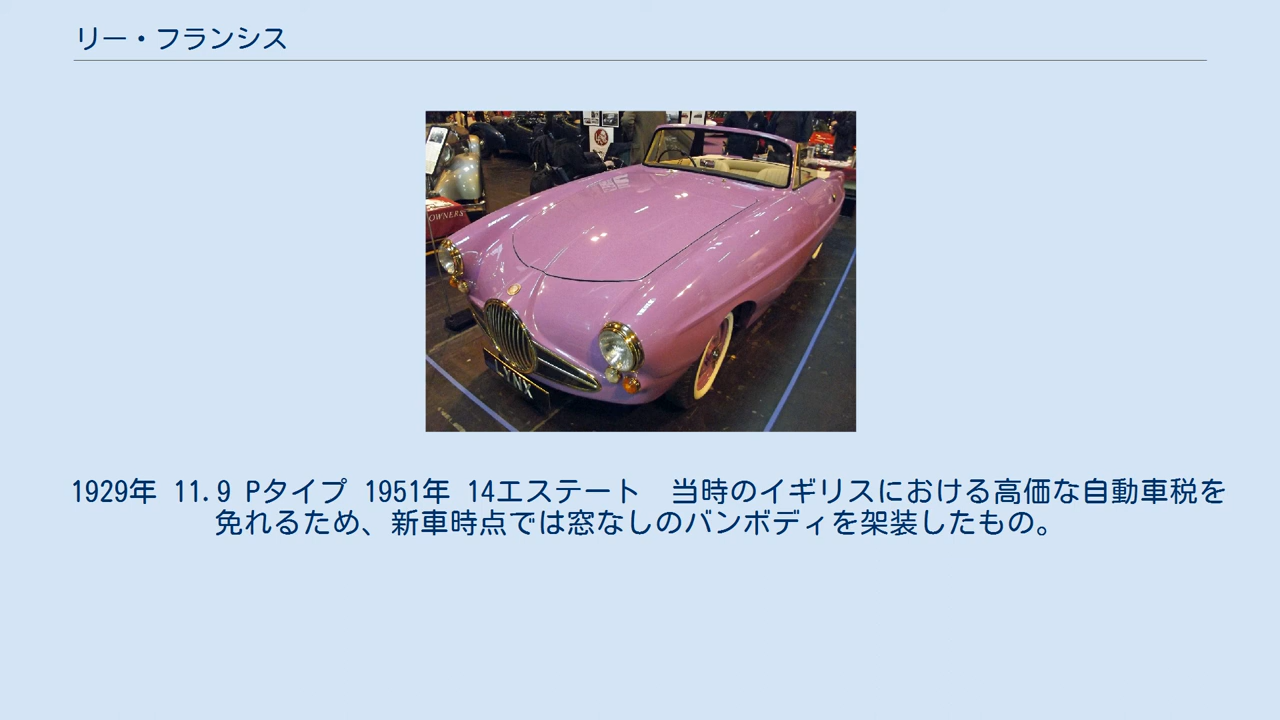 リー・フランシス
OWNERS
LYNX
1929年 11.9 Pタイプ 1951年 14エステート　当時のイギリスにおける高価な自動車税を
免れるため、新車時点では窓なしのバンボディを架装したもの。